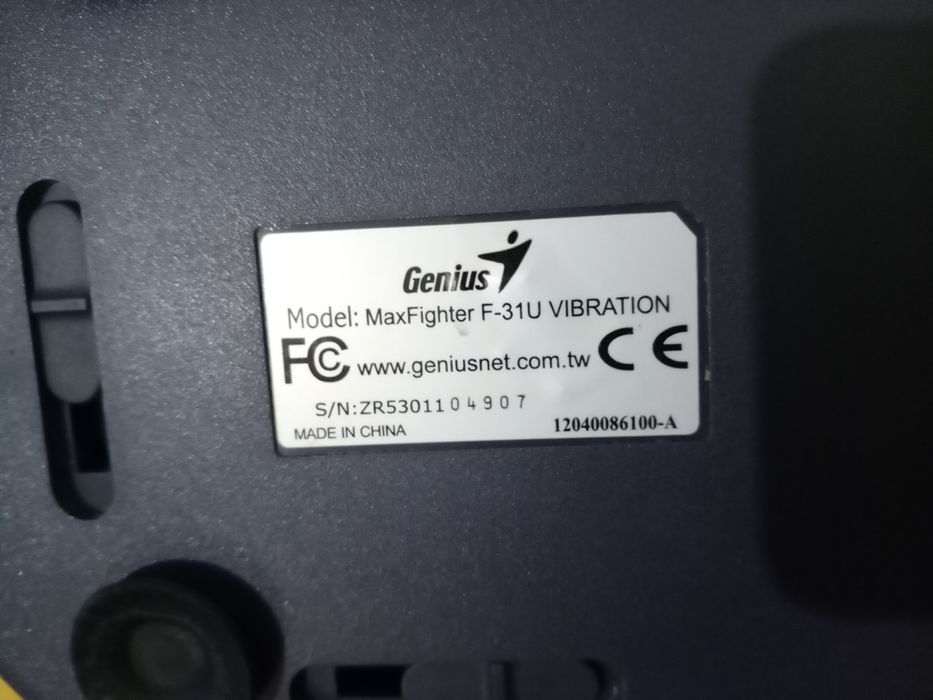 Genius
Model: MaxFighter F-31U VIBRATION
FC www.geniusnet.com.tw CE
S/N:ZR5301104907
MADE IN CHINA 12040086100-A